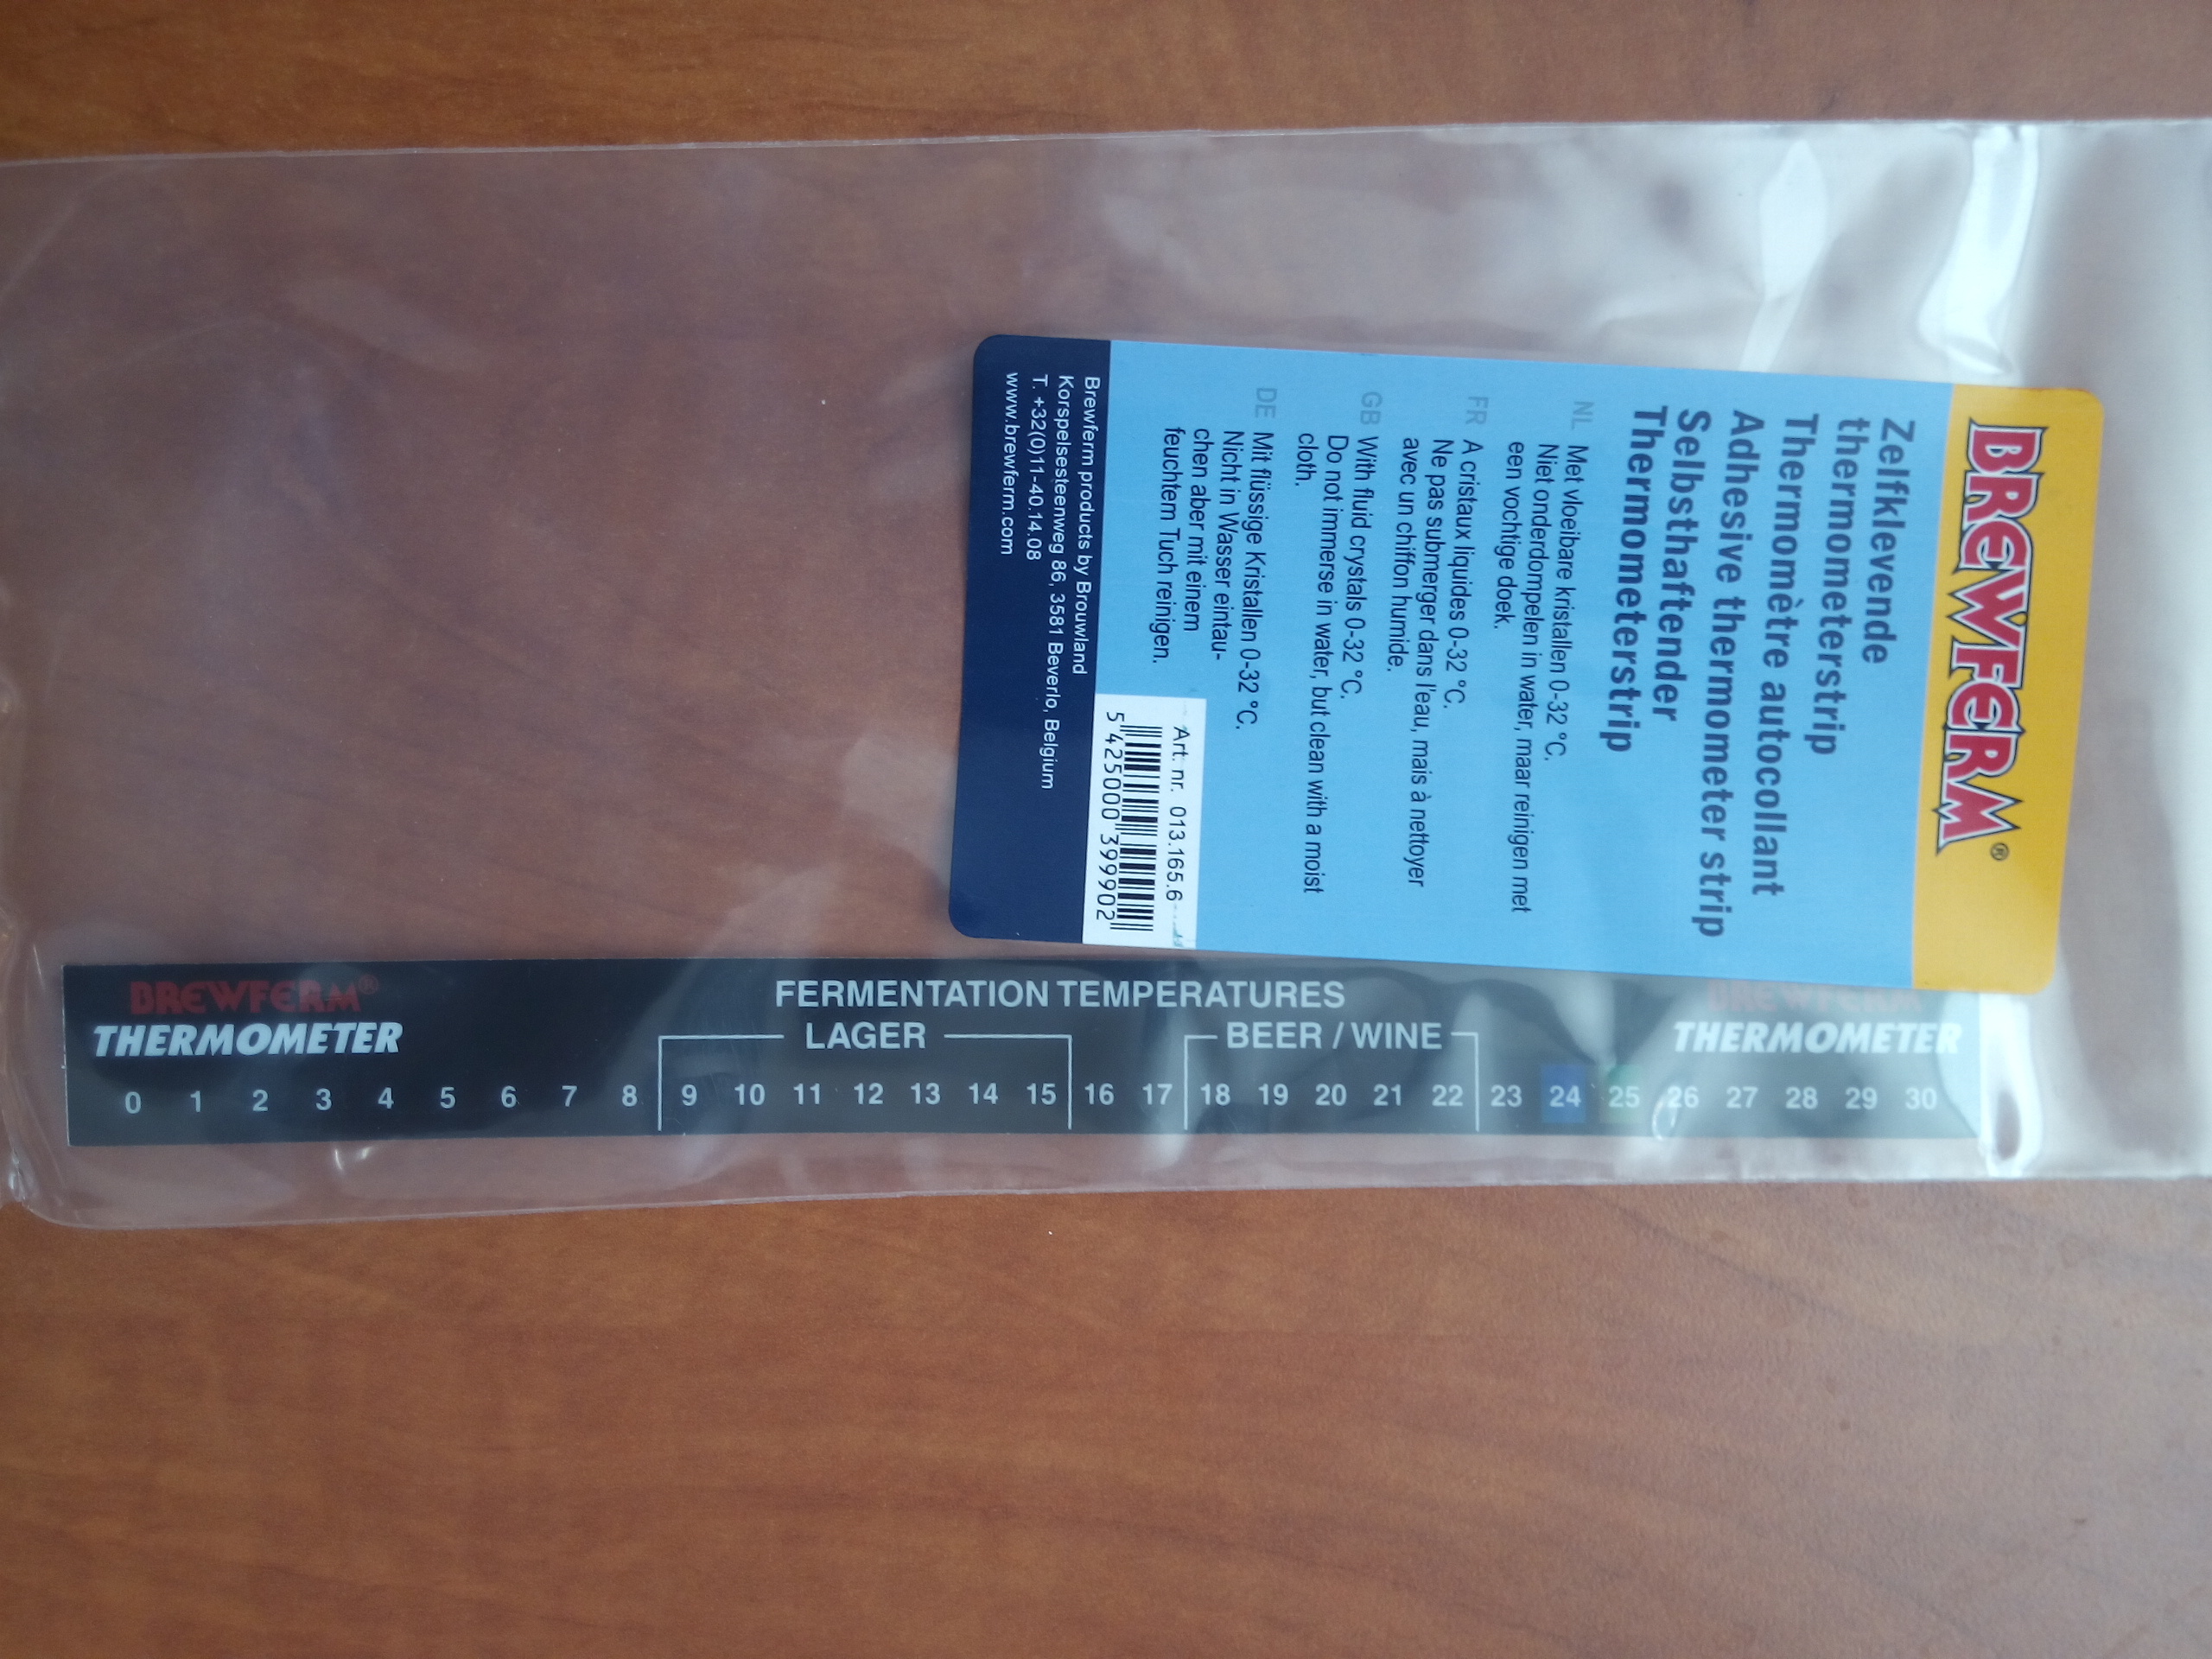 BREWFERM®
Zelfklevende
thermometerstrip
Thermomètre autocollant
Adhesive thermometer strip
Selbsthaftender
Thermometerstrip
NL Met vloeibare kristallen 0-32 °C.
Niet onderdompelen in water, maar reinigen met
een vochtige doek.
FR A cristaux liquides 0-32 °C.
Ne pas submerger dans l'eau, mais à nettoyer
avec un chiffon humide.
GB With fluid crystals 0-32 °C.
Do not immerse in water, but clean with a moist
cloth.
DE Mit flüssige Kristallen 0-32 °C.
Nicht in Wasser eintau-
chen aber mit einem
feuchtem Tuch reinigen.
Art. nr. 013.165.6
5 425000 399902
Brewferm products by Brouwland
Korspelsesteenweg 86, 3581 Beverlo, Belgium
T. +32(0)11-40.14.08
www.brewferm.com
BREWFERM® FERMENTATION TEMPERATURES BREWFERM
THERMOMETER LAGER BEER / WINE THERMOMETER
0 1 2 3 4 5 6 7 8 9 10 11 12 13 14 15 16 17 18 19 20 21 22 23 24 25 26 27 28 29 30